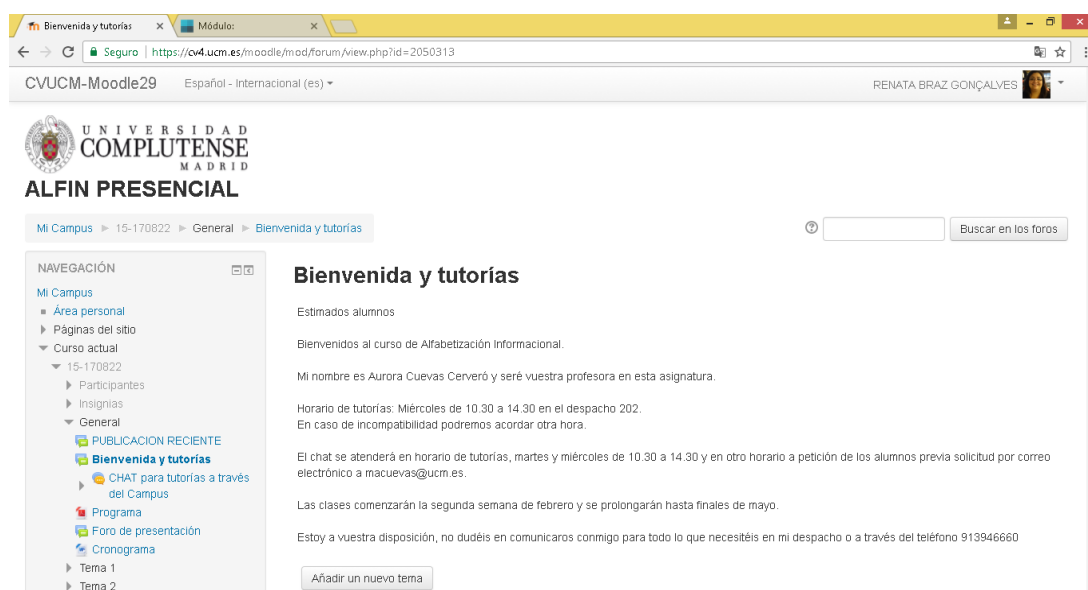 Bienvenida y tutorías
Módulo:
Seguro | https://cv4.ucm.es/moodle/mod/forum/view.php?id=2050313
CVUCM-Moodle29 Español - Internacional (es)
RENATA BRAZ GONÇALVES
UNIVERSIDAD
COMPLUTENSE
MADRID
ALFIN PRESENCIAL
Mi Campus 15-170822 General Bienvenida y tutorías
Buscar en los foros
NAVEGACIÓN
Mi Campus
Área personal
Páginas del sitio
Curso actual
15-170822
Participantes
Insignias
General
PUBLICACION RECIENTE
Bienvenida y tutorías
CHAT para tutorías a través
del Campus
Programa
Foro de presentación
Cronograma
Tema 1
Tema 2
Bienvenida y tutorías
Estimados alumnos
Bienvenidos al curso de Alfabetización Informacional.
Mi nombre es Aurora Cuevas Cerveró y seré vuestra profesora en esta asignatura.
Horario de tutorías: Miércoles de 10.30 a 14.30 en el despacho 202.
En caso de incompatibilidad podremos acordar otra hora.
El chat se atenderá en horario de tutorías, martes y miércoles de 10.30 a 14.30 y en otro horario a petición de los alumnos previa solicitud por correo
electrónico a macuevas@ucm.es.
Las clases comenzarán la segunda semana de febrero y se prolongarán hasta finales de mayo.
Estoy a vuestra disposición, no dudéis en comunicaros conmigo para todo lo que necesitéis en mi despacho o a través del teléfono 913946660
Añadir un nuevo tema